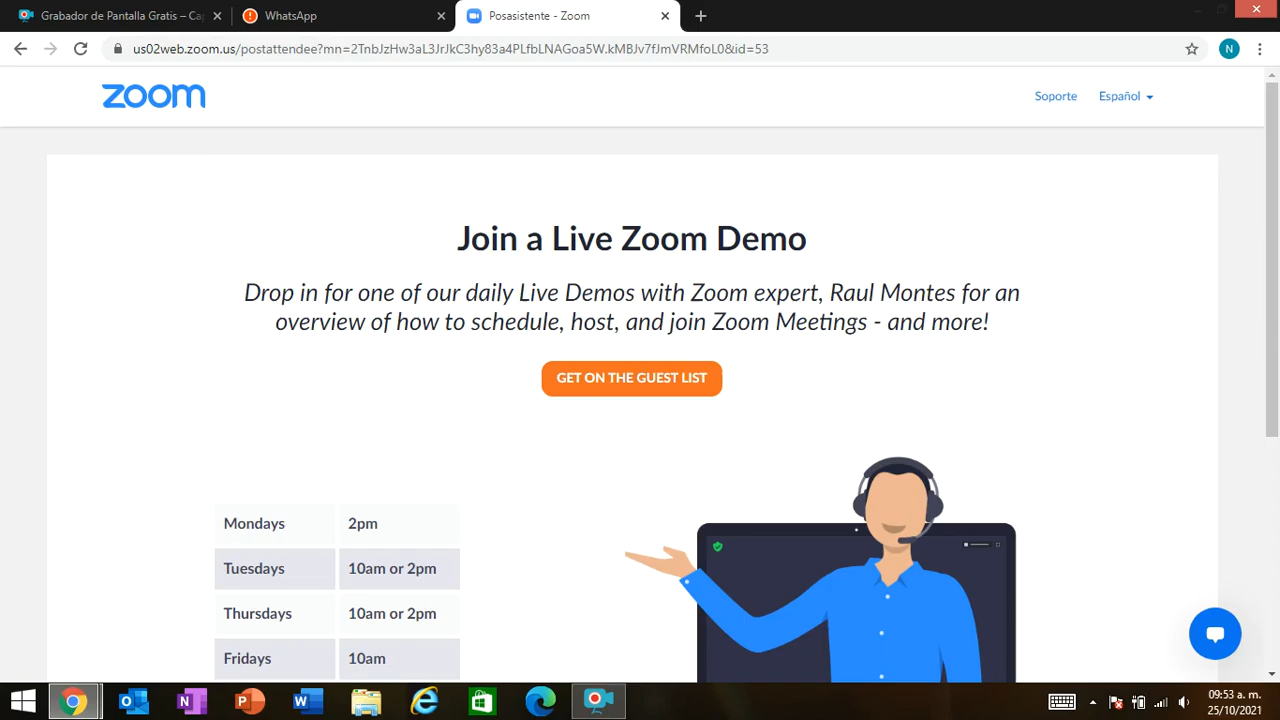 Grabador de Pantalla Gratis – Ca
WhatsApp
Posasistente - Zoom
us02web.zoom.us/postattendee?mn=2TnbJzHw3aL3JrJkC3hy83a4PLfbLNAGoa5W.kMBJv7fJmVRMfoL0&id=53
N
zoom
Soporte
Español
Join a Live Zoom Demo
Drop in for one of our daily Live Demos with Zoom expert, Raul Montes for an
overview of how to schedule, host, and join Zoom Meetings - and more!
GET ON THE GUEST LIST
Mondays 2pm
Tuesdays 10am or 2pm
Thursdays 10am or 2pm
Fridays 10am
09:53 a. m.
25/10/2021